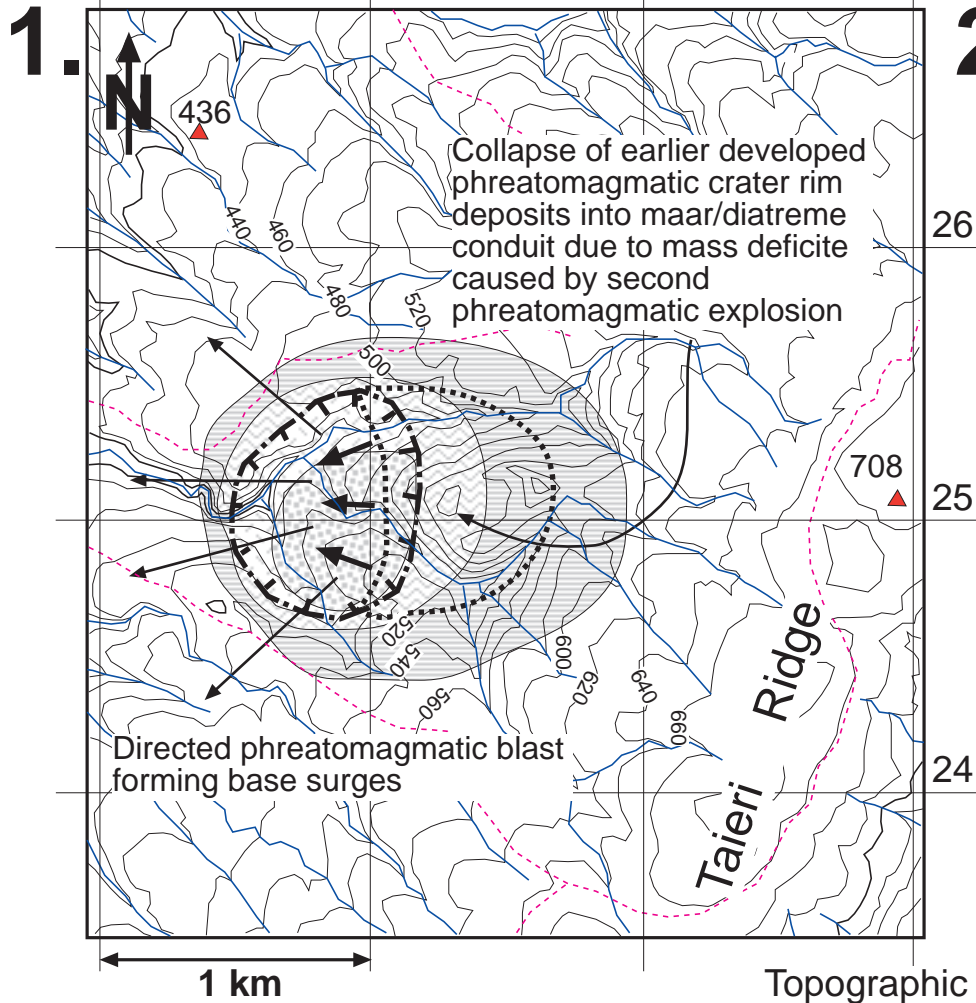 1.
2
N
436
Collapse of earlier developed
phreatomagmatic crater rim
deposits into maar/diatreme
conduit due to mass deficite
caused by second
phreatomagmatic explosion
26
440
460
480
520
500
708
25
520
540
560
600
620
640
660
Taieri Ridge
Directed phreatomagmatic blast
forming base surges
24
1 km
Topographic